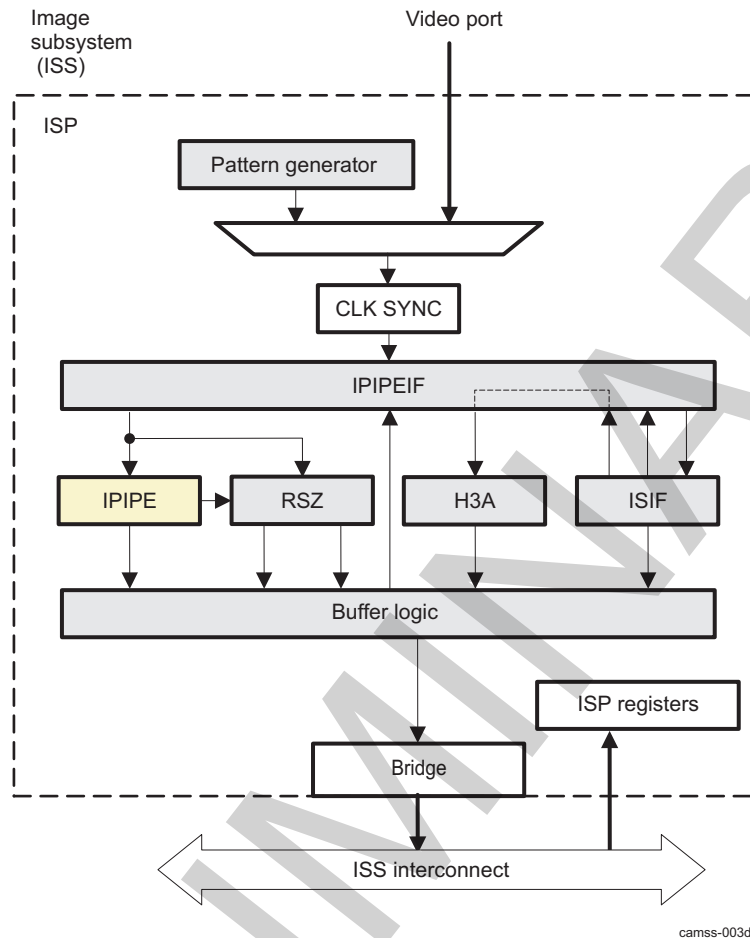 Image
subsystem
(ISS)
Video port
ISP
Pattern generator
CLK SYNC
IPIPEIF
IPIPE
RSZ
H3A
ISIF
Buffer logic
ISP registers
Bridge
ISS interconnect
camss-003d